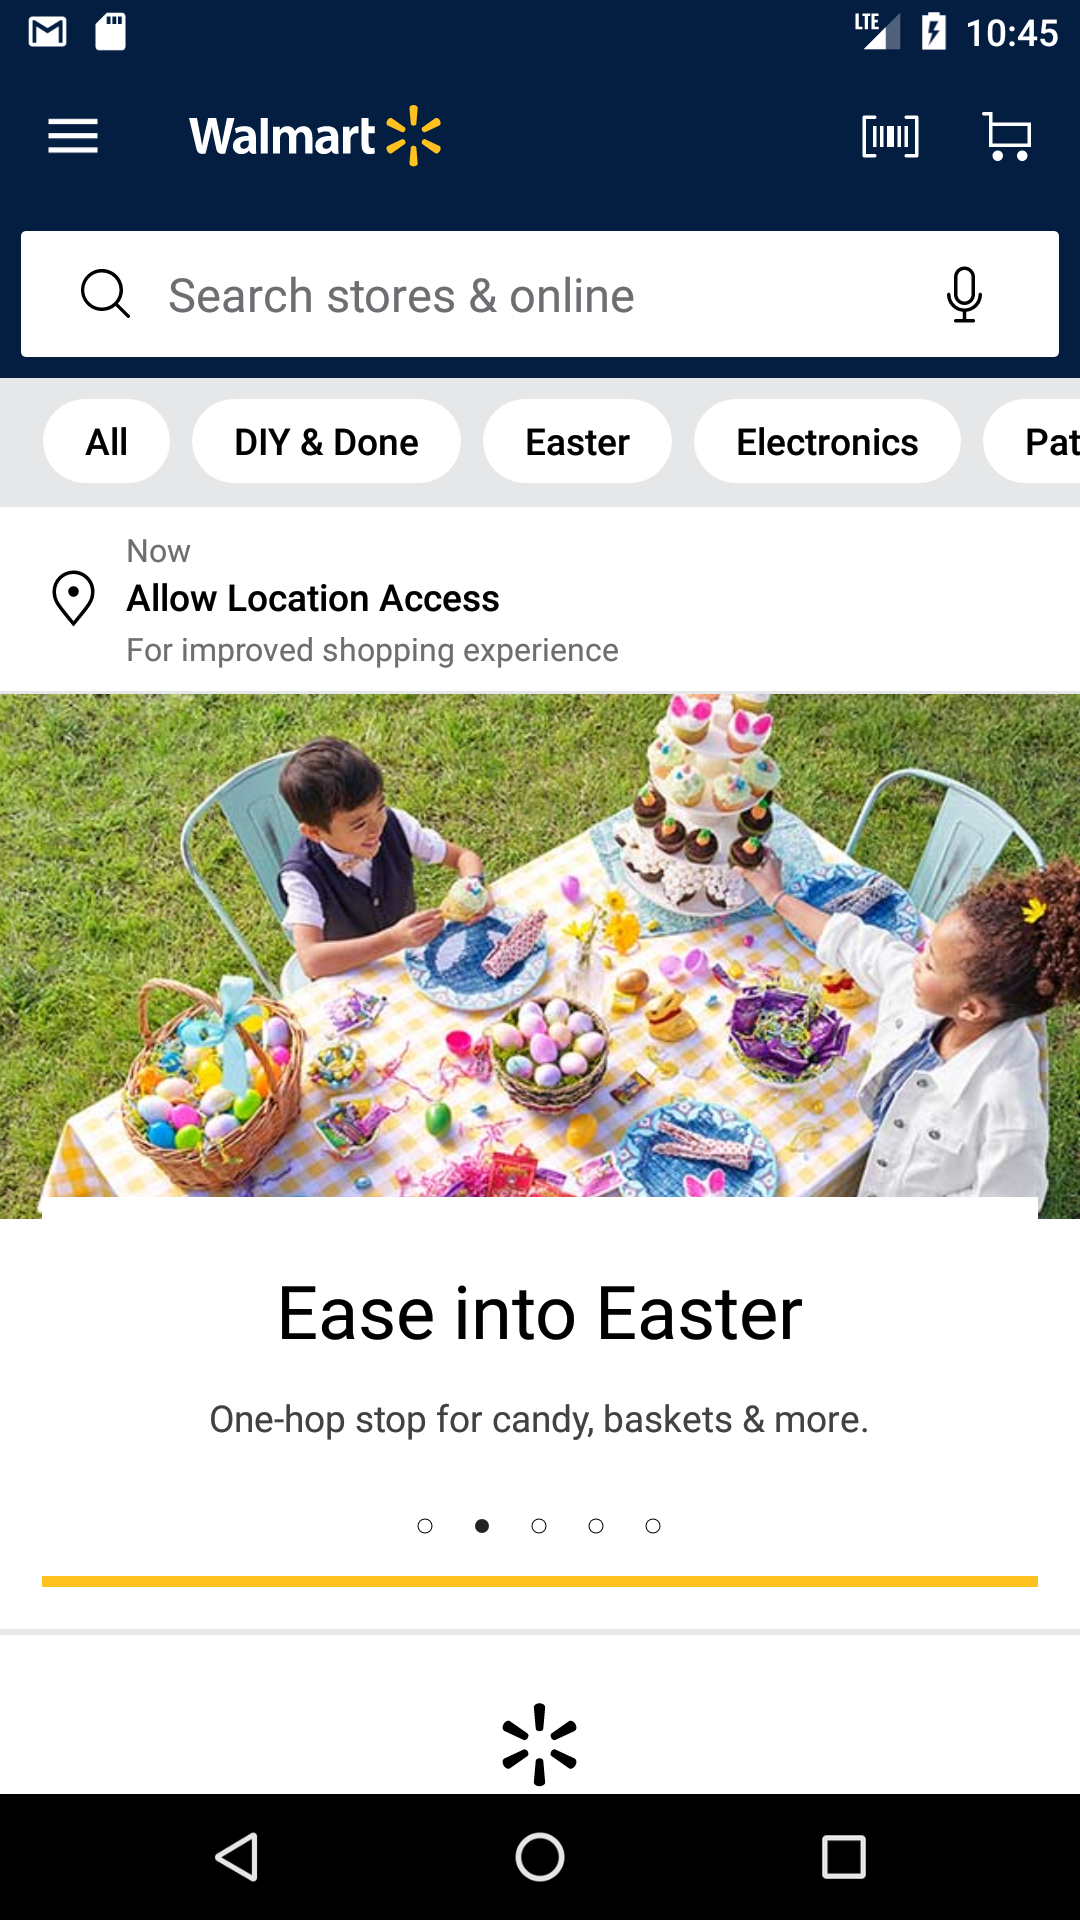 LTE 10:45
Walmart
Search stores & online
All DIY & Done Easter Electronics Pat
Now
Allow Location Access
For improved shopping experience
Ease into Easter
One-hop stop for candy, baskets & more.